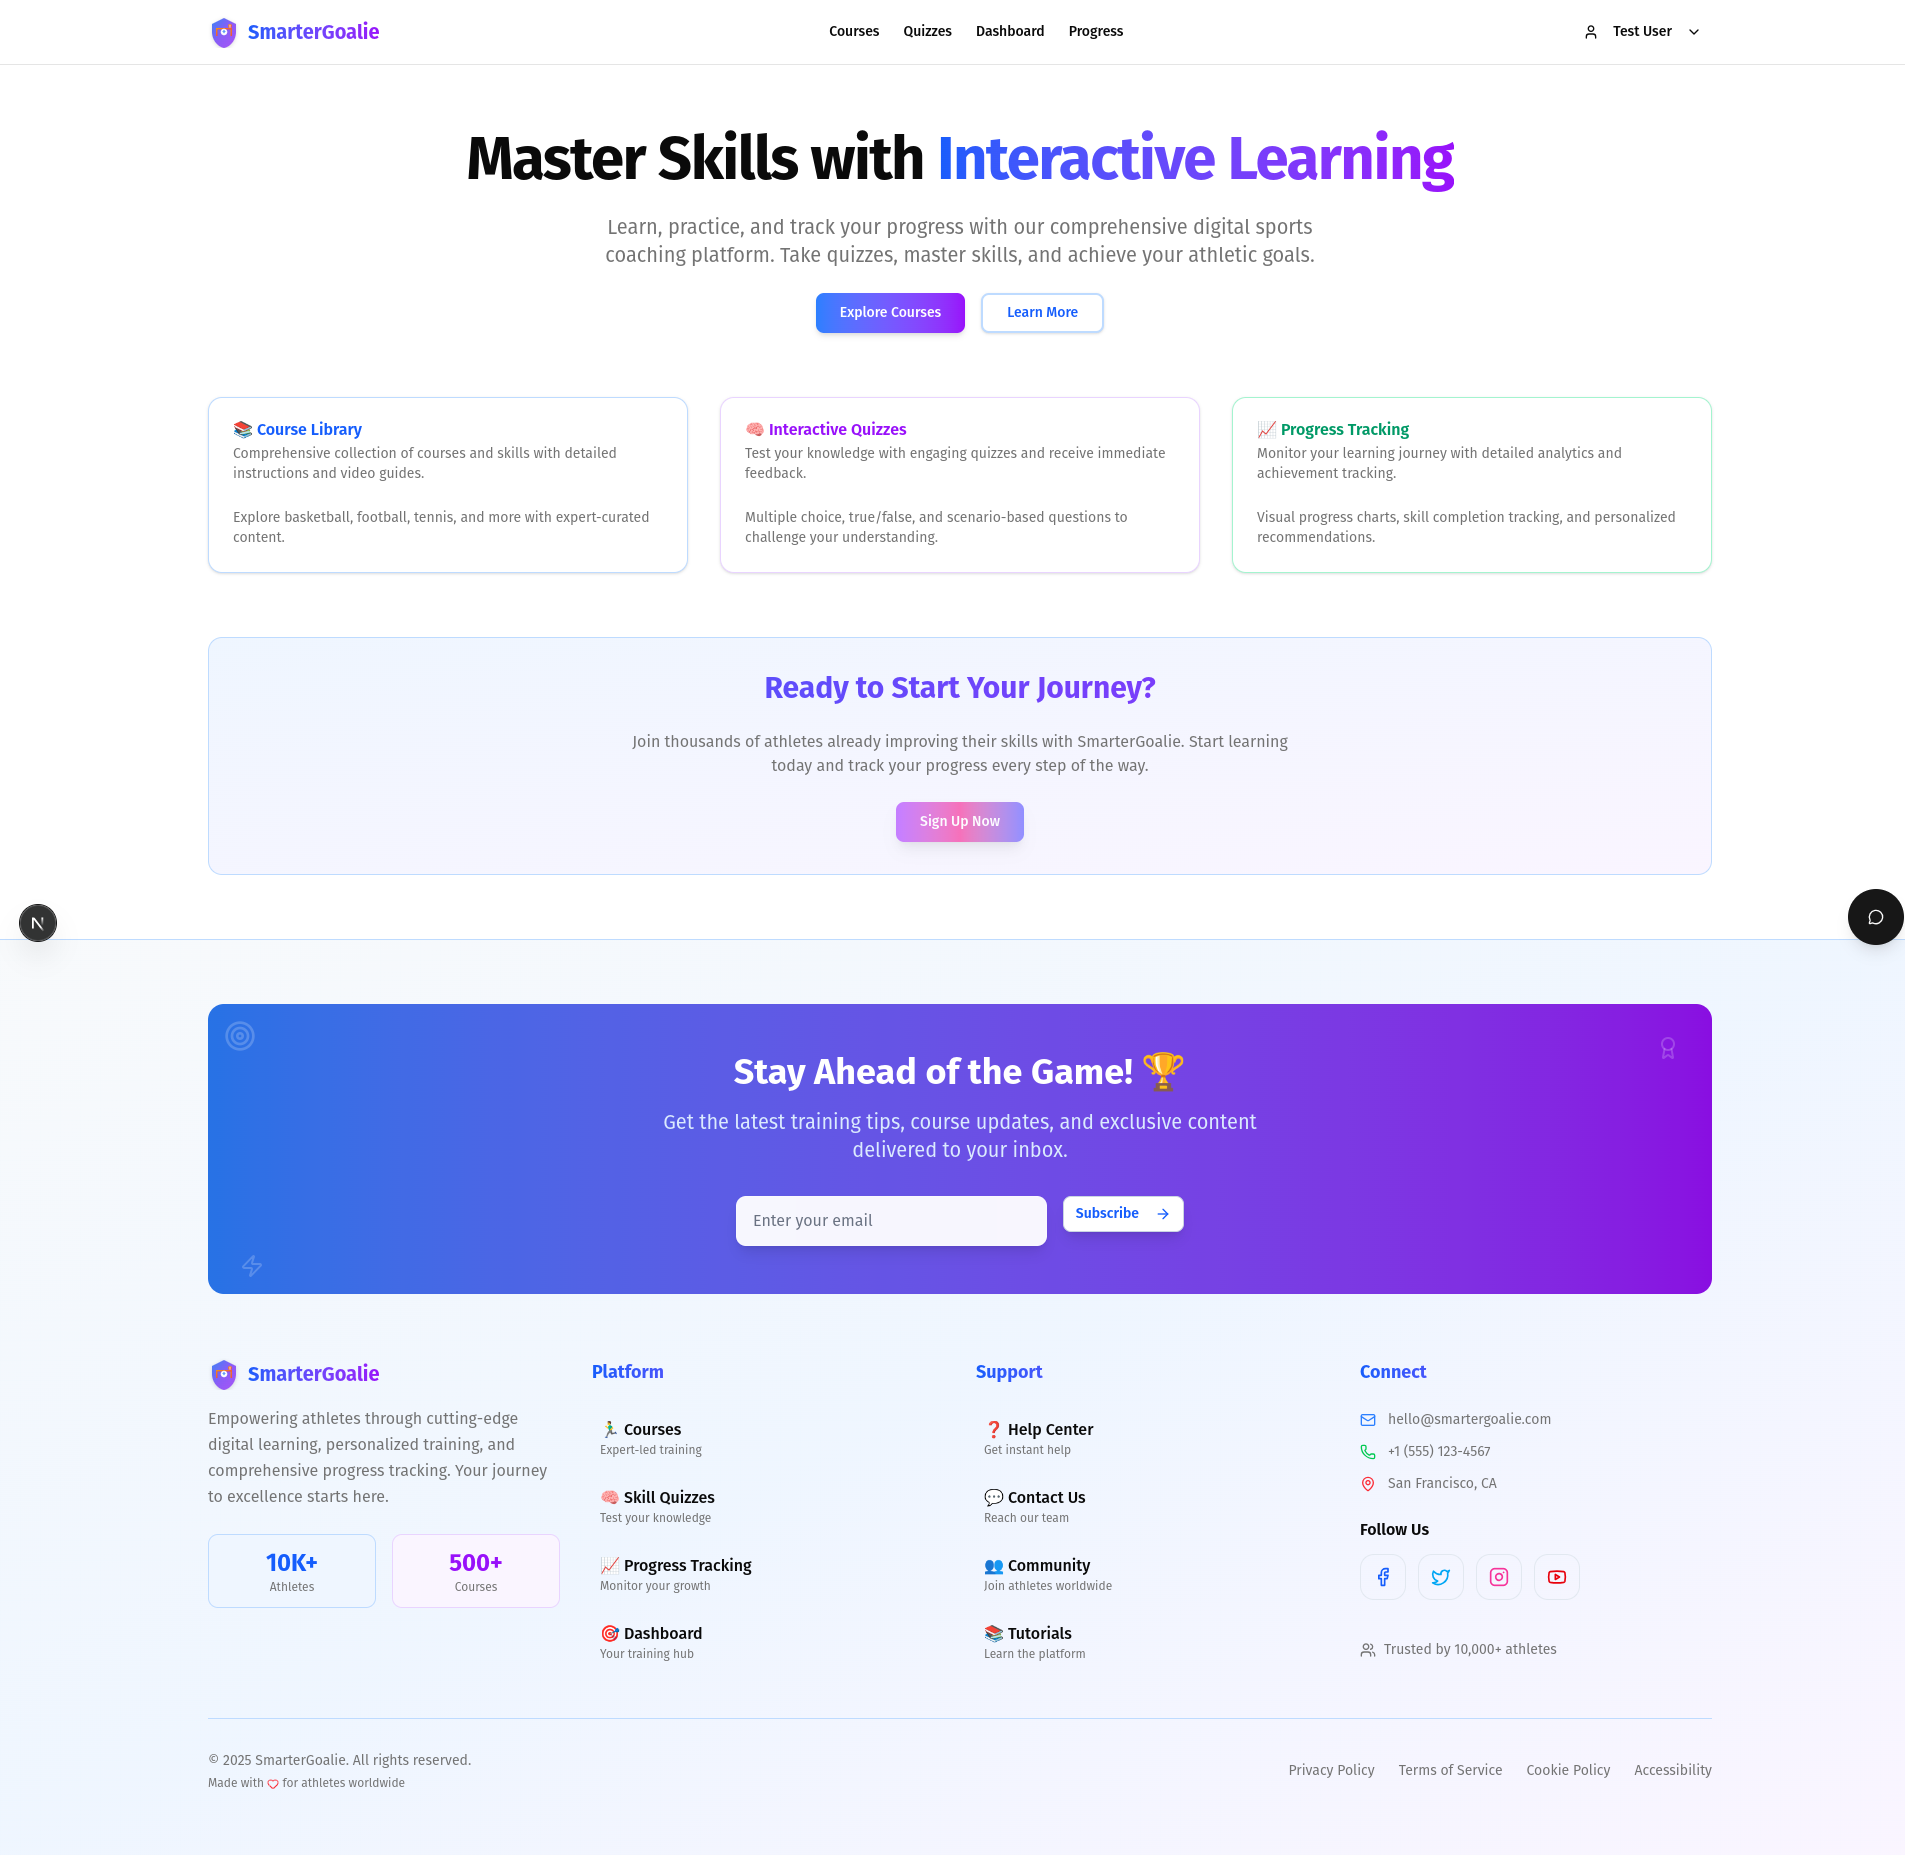 SmarterGoalie
Courses Quizzes Dashboard Progress
Test User
Master Skills with Interactive Learning
Learn, practice, and track your progress with our comprehensive digital sports
coaching platform. Take quizzes, master skills, and achieve your athletic goals.
Explore Courses
Learn More
📚 Course Library
Comprehensive collection of courses and skills with detailed
instructions and video guides.
Explore basketball, football, tennis, and more with expert-curated
content.
🧠 Interactive Quizzes
Test your knowledge with engaging quizzes and receive immediate
feedback.
Multiple choice, true/false, and scenario-based questions to
challenge your understanding.
📈 Progress Tracking
Monitor your learning journey with detailed analytics and
achievement tracking.
Visual progress charts, skill completion tracking, and personalized
recommendations.
Ready to Start Your Journey?
Join thousands of athletes already improving their skills with SmarterGoalie. Start learning
today and track your progress every step of the way.
Sign Up Now
N
Stay Ahead of the Game! 🏆
Get the latest training tips, course updates, and exclusive content
delivered to your inbox.
Enter your email
Subscribe
SmarterGoalie
Empowering athletes through cutting-edge
digital learning, personalized training, and
comprehensive progress tracking. Your journey
to excellence starts here.
10K+
Athletes
500+
Courses
Platform
🏃‍♂️ Courses
Expert-led training
🧠 Skill Quizzes
Test your knowledge
📈 Progress Tracking
Monitor your growth
🎯 Dashboard
Your training hub
Support
❓ Help Center
Get instant help
💬 Contact Us
Reach our team
👥 Community
Join athletes worldwide
📚 Tutorials
Learn the platform
Connect
hello@smartergoalie.com
+1 (555) 123-4567
San Francisco, CA
Follow Us
Trusted by 10,000+ athletes
© 2025 SmarterGoalie. All rights reserved.
Made with for athletes worldwide
Privacy Policy Terms of Service Cookie Policy Accessibility